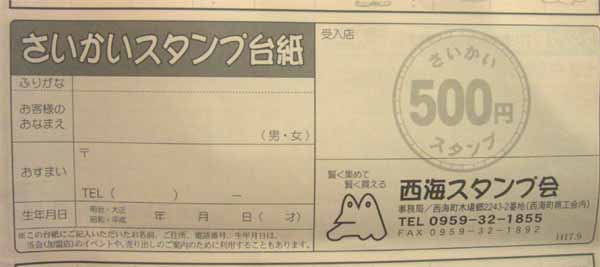 さいかいスタンプ台紙
ふりがな
お客様の
おなまえ
(男・女)
おすまい
〒
TEL( ) ー
生年月日
明治・大正
昭和・平成
年 月 日( 才)
※この台紙にご記入いただいたお名前、ご住所、電話番号、生年月日は、
当会(加盟店)のイベントや、売り出しのご案内のために利用することもあります。
受入店
さいかい
500円
スタンプ
賢く集めて
賢く買える
西海スタンプ会
事務局/西海町木場郷2243-2番地(西海町商工会内)
TEL 0959-32-1855
FAX 0959-32-1892
H17.9